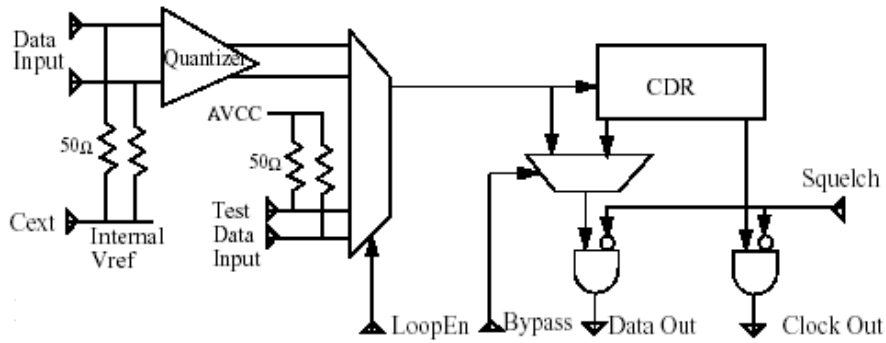 Data
Input
Quantizer
CDR
AVCC
50Ω
50Ω
Squelch
Cext
Internal
Vref
Test
Data
Input
LoopEn
Bypass
Data Out
Clock Out